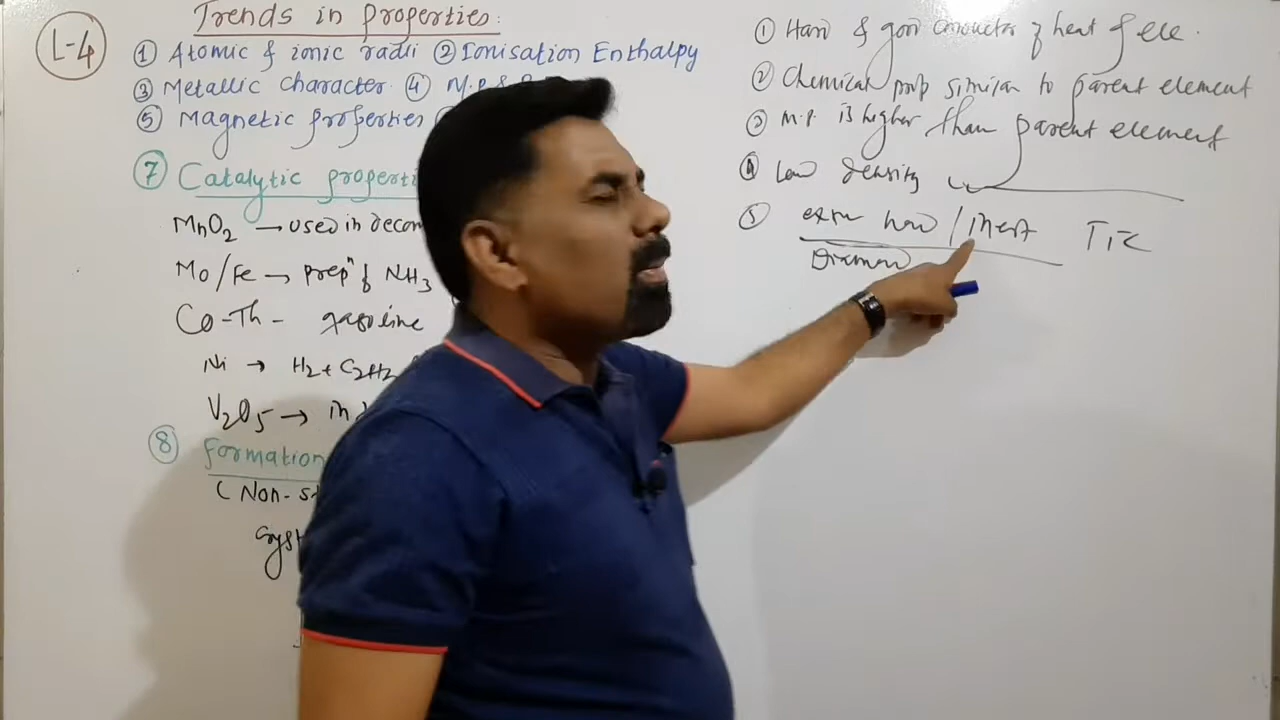 L-4
Trends in properties:
① Atomic & ionic radii ② Ionisation Enthalpy
③ Metallic character ④ M.P &
⑤ Magnetic properties
⑦ Catalytic properti
MnO2 → used in decom
Mo/Fe → prepn of NH3
Co-Th - gasoline
Ni → H2 + C2H2
V2O5 → in
⑧ formation
(Non-s
cryst
① Hard & good conductor of heat & ele.
② Chemical prop similar to parent element
③ M.P. is higher than parent element
④ Low density
⑤ extra hard / inert TiC
Diamond